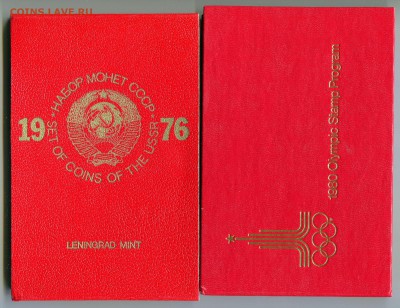 COINS.LAVE.RU
19 76
НАБОР МОНЕТ СССР
SET OF COINS OF THE USSR
LENINGRAD MINT
1980 Olympic Stamp Program